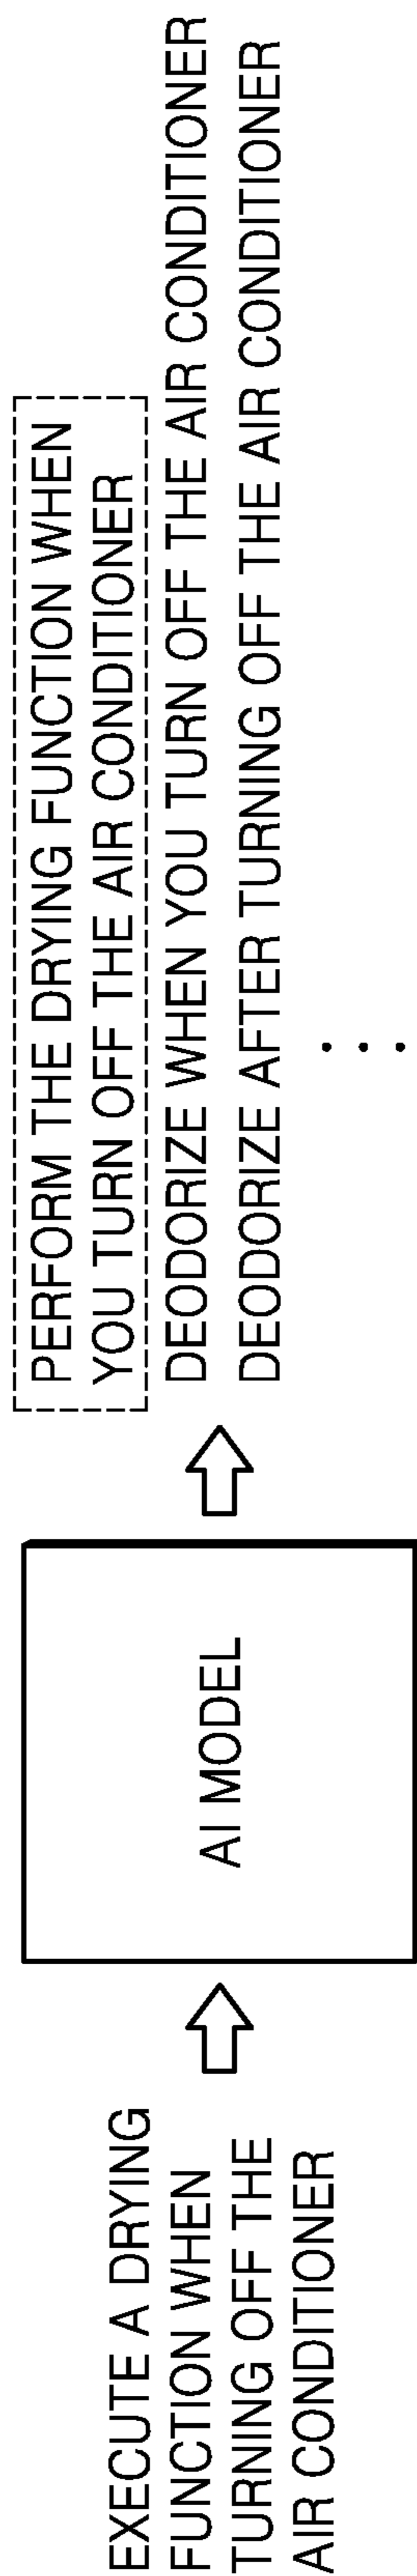 EXECUTE A DRYING
FUNCTION WHEN
TURNING OFF THE
AIR CONDITIONER
AI MODEL
PERFORM THE DRYING FUNCTION WHEN
YOU TURN OFF THE AIR CONDITIONER
DEODORIZE WHEN YOU TURN OFF THE AIR CONDITIONER
DEODORIZE AFTER TURNING OFF THE AIR CONDITIONER